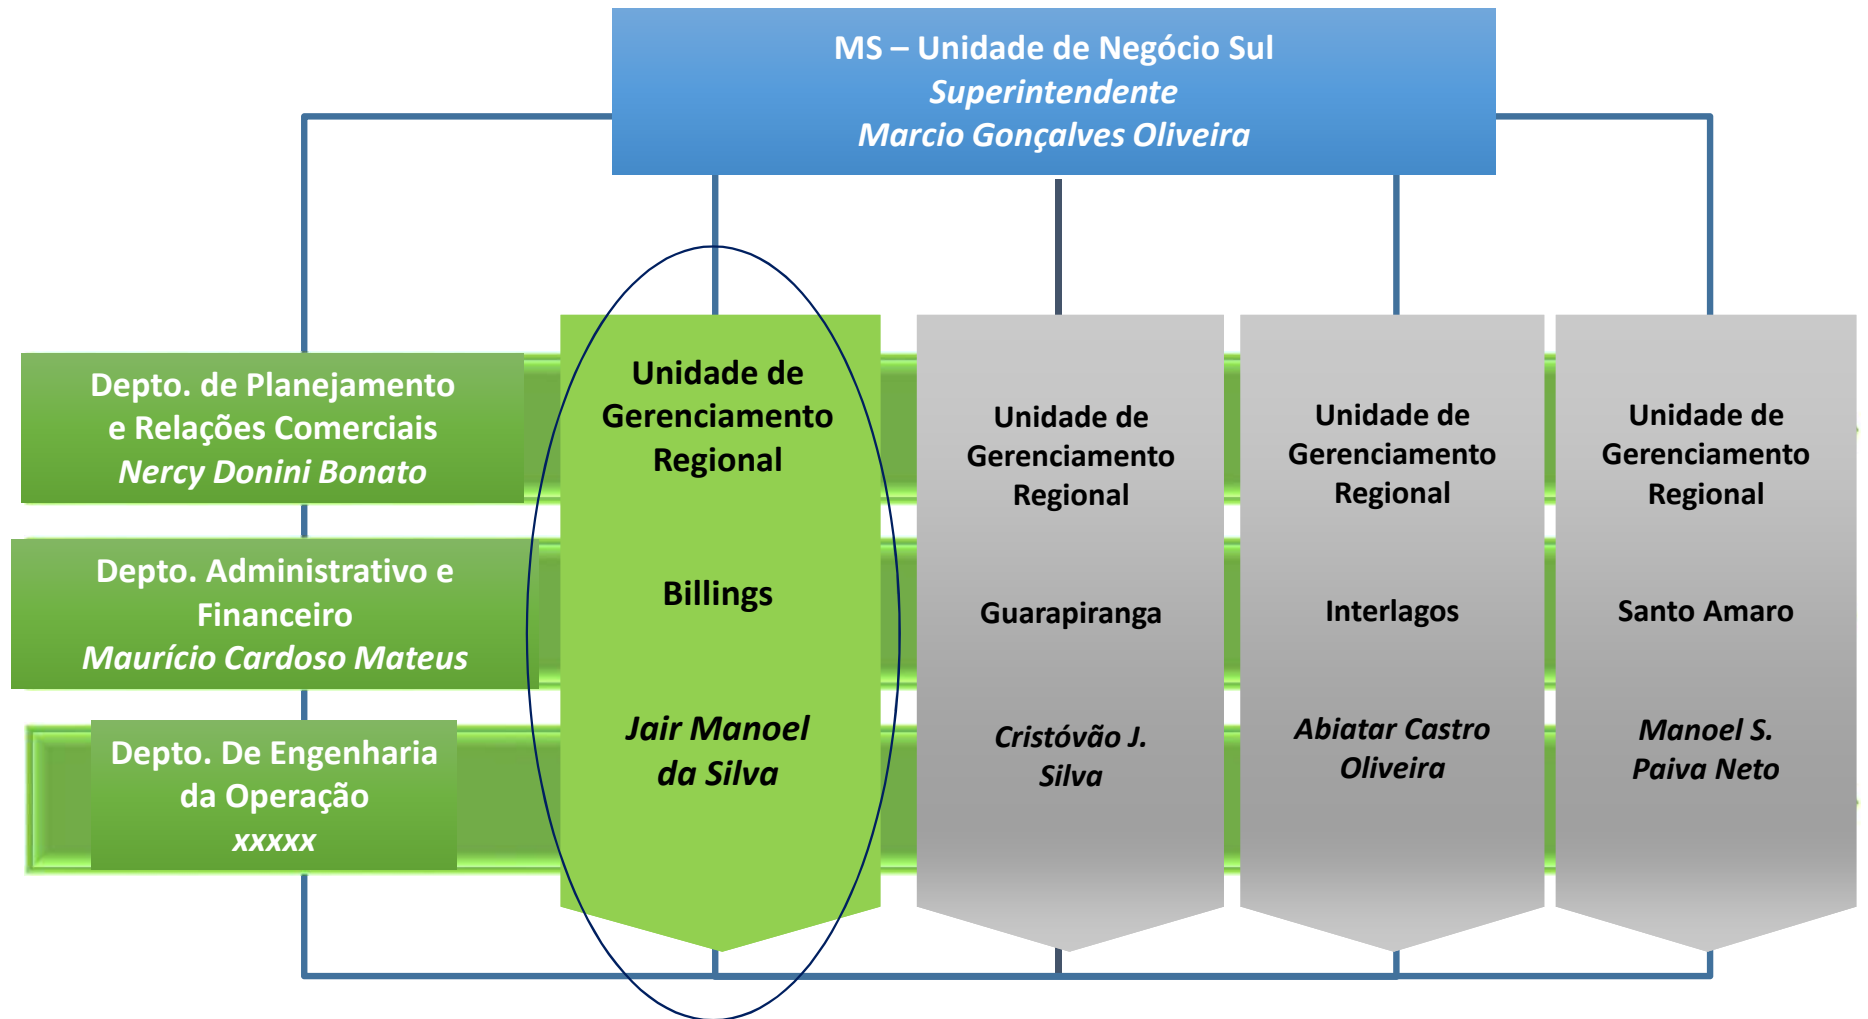 MS – Unidade de Negócio Sul
Superintendente
Marcio Gonçalves Oliveira
Depto. de Planejamento
e Relações Comerciais
Nercy Donini Bonato
Depto. Administrativo e
Financeiro
Maurício Cardoso Mateus
Depto. De Engenharia
da Operação
xxxxx
Unidade de
Gerenciamento
Regional
Billings
Jair Manoel
da Silva
Unidade de
Gerenciamento
Regional
Guarapiranga
Cristóvão J.
Silva
Unidade de
Gerenciamento
Regional
Interlagos
Abiatar Castro
Oliveira
Unidade de
Gerenciamento
Regional
Santo Amaro
Manoel S.
Paiva Neto